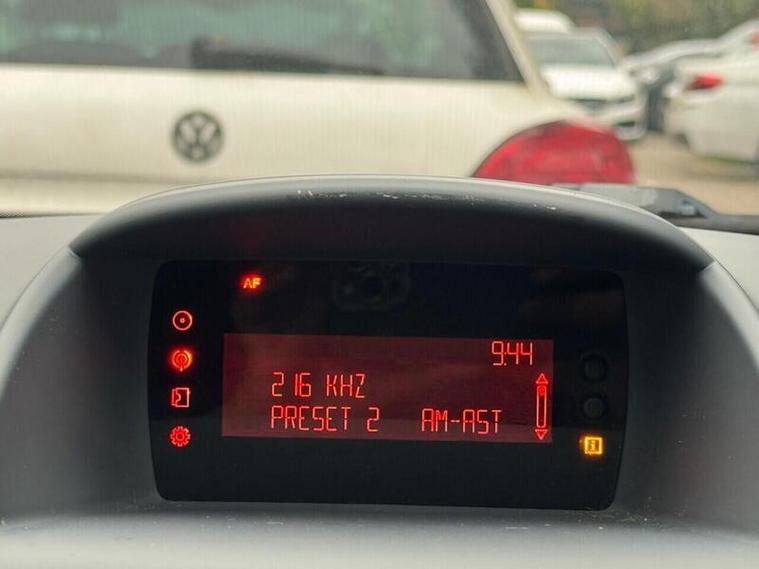 AF
9:44
216 KHZ
PRESET 2 AM-AST
i